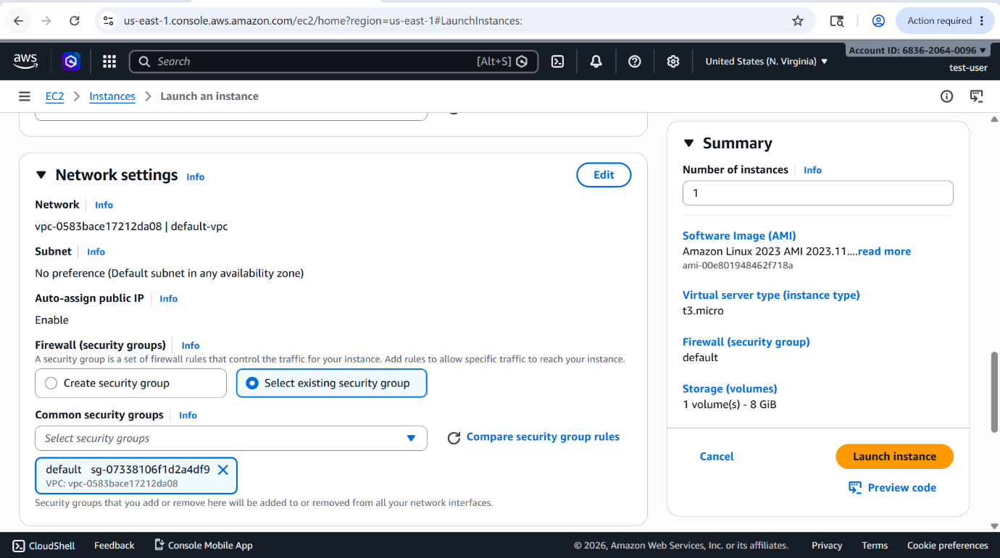 us-east-1.console.aws.amazon.com/ec2/home?region=us-east-1#LaunchInstances:
Action required
aws
Search [Alt+S]
United States (N. Virginia)
Account ID: 6836-2064-0096
test-user
EC2 Instances Launch an instance
Network settings Info
Edit
Network Info
vpc-0583bace17212da08 | default-vpc
Subnet Info
No preference (Default subnet in any availability zone)
Auto-assign public IP Info
Enable
Firewall (security groups) Info
A security group is a set of firewall rules that control the traffic for your instance. Add rules to allow specific traffic to reach your instance.
Create security group
Select existing security group
Common security groups Info
Select security groups
Compare security group rules
default sg-07338106f1d2a4df9
VPC: vpc-0583bace17212da08
Security groups that you add or remove here will be added to or removed from all your network interfaces.
Summary
Number of instances Info
1
Software Image (AMI)
Amazon Linux 2023 AMI 2023.11....read more
ami-00e801948462f718a
Virtual server type (instance type)
t3.micro
Firewall (security group)
default
Storage (volumes)
1 volume(s) - 8 GiB
Cancel
Launch instance
Preview code
CloudShell Feedback Console Mobile App © 2026, Amazon Web Services, Inc. or its affiliates. Privacy Terms Cookie preferences